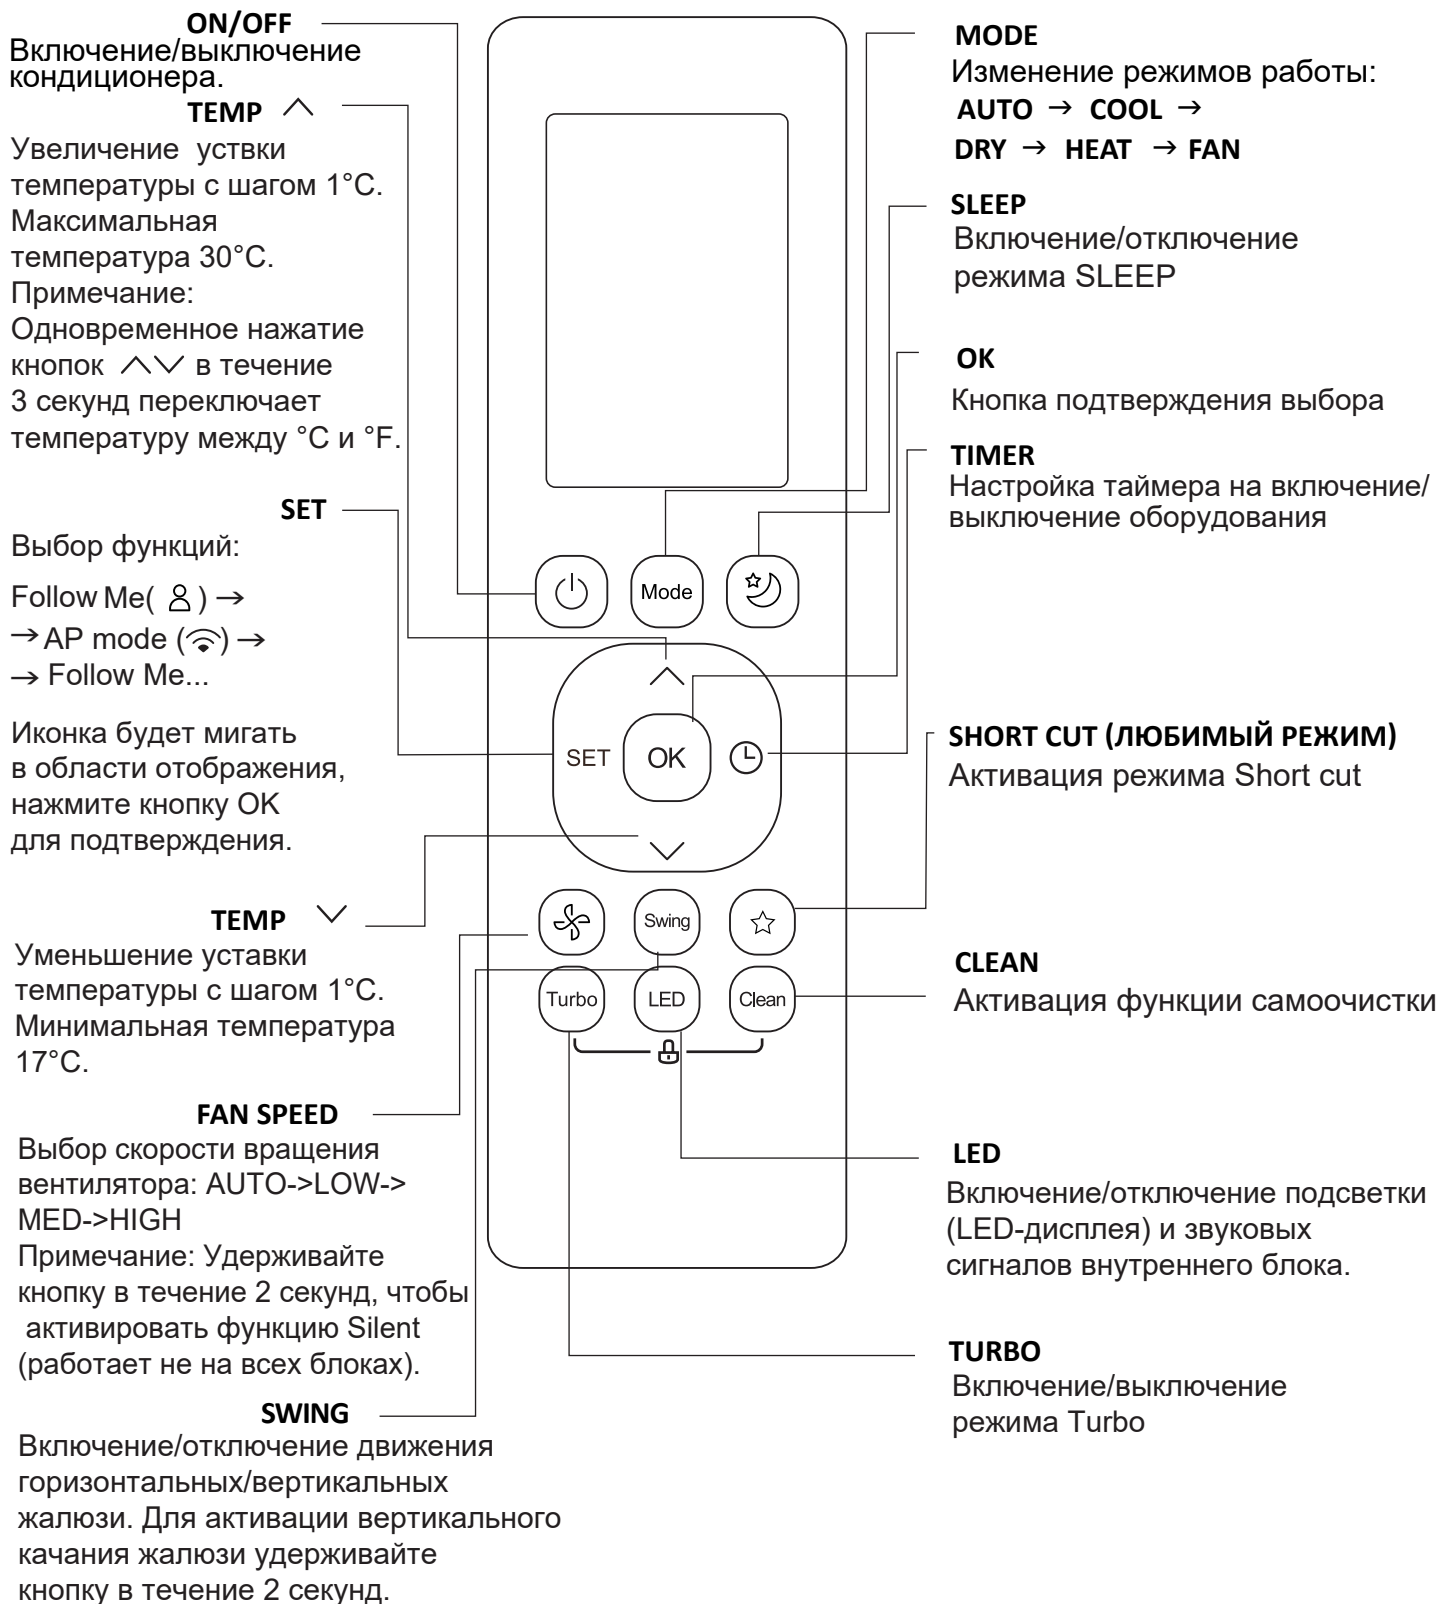 ON/OFF
Включение/выключение
кондиционера.
TEMP
Увеличение уствки
температуры с шагом 1°C.
Максимальная
температура 30°C.
Примечание:
Одновременное нажатие
кнопок в течение
3 секунд переключает
температуру между °C и °F.
SET
Выбор функций:
Follow Me( ) →
→ AP mode ( ) →
→ Follow Me...
Иконка будет мигать
в области отображения,
нажмите кнопку OK
для подтверждения.
TEMP
Уменьшение уставки
температуры с шагом 1°C.
Минимальная температура
17°C.
FAN SPEED
Выбор скорости вращения
вентилятора: AUTO->LOW->
MED->HIGH
Примечание: Удерживайте
кнопку в течение 2 секунд, чтобы
активировать функцию Silent
(работает не на всех блоках).
SWING
Включение/отключение движения
горизонтальных/вертикальных
жалюзи. Для активации вертикального
качания жалюзи удерживайте
кнопку в течение 2 секунд.
Mode
SET OK
Swing
Turbo LED Clean
MODE
Изменение режимов работы:
AUTO → COOL →
DRY → HEAT → FAN
SLEEP
Включение/отключение
режима SLEEP
OK
Кнопка подтверждения выбора
TIMER
Настройка таймера на включение/
выключение оборудования
SHORT CUT (ЛЮБИМЫЙ РЕЖИМ)
Активация режима Short cut
CLEAN
Активация функции самоочистки
LED
Включение/отключение подсветки
(LED-дисплея) и звуковых
сигналов внутреннего блока.
TURBO
Включение/выключение
режима Turbo